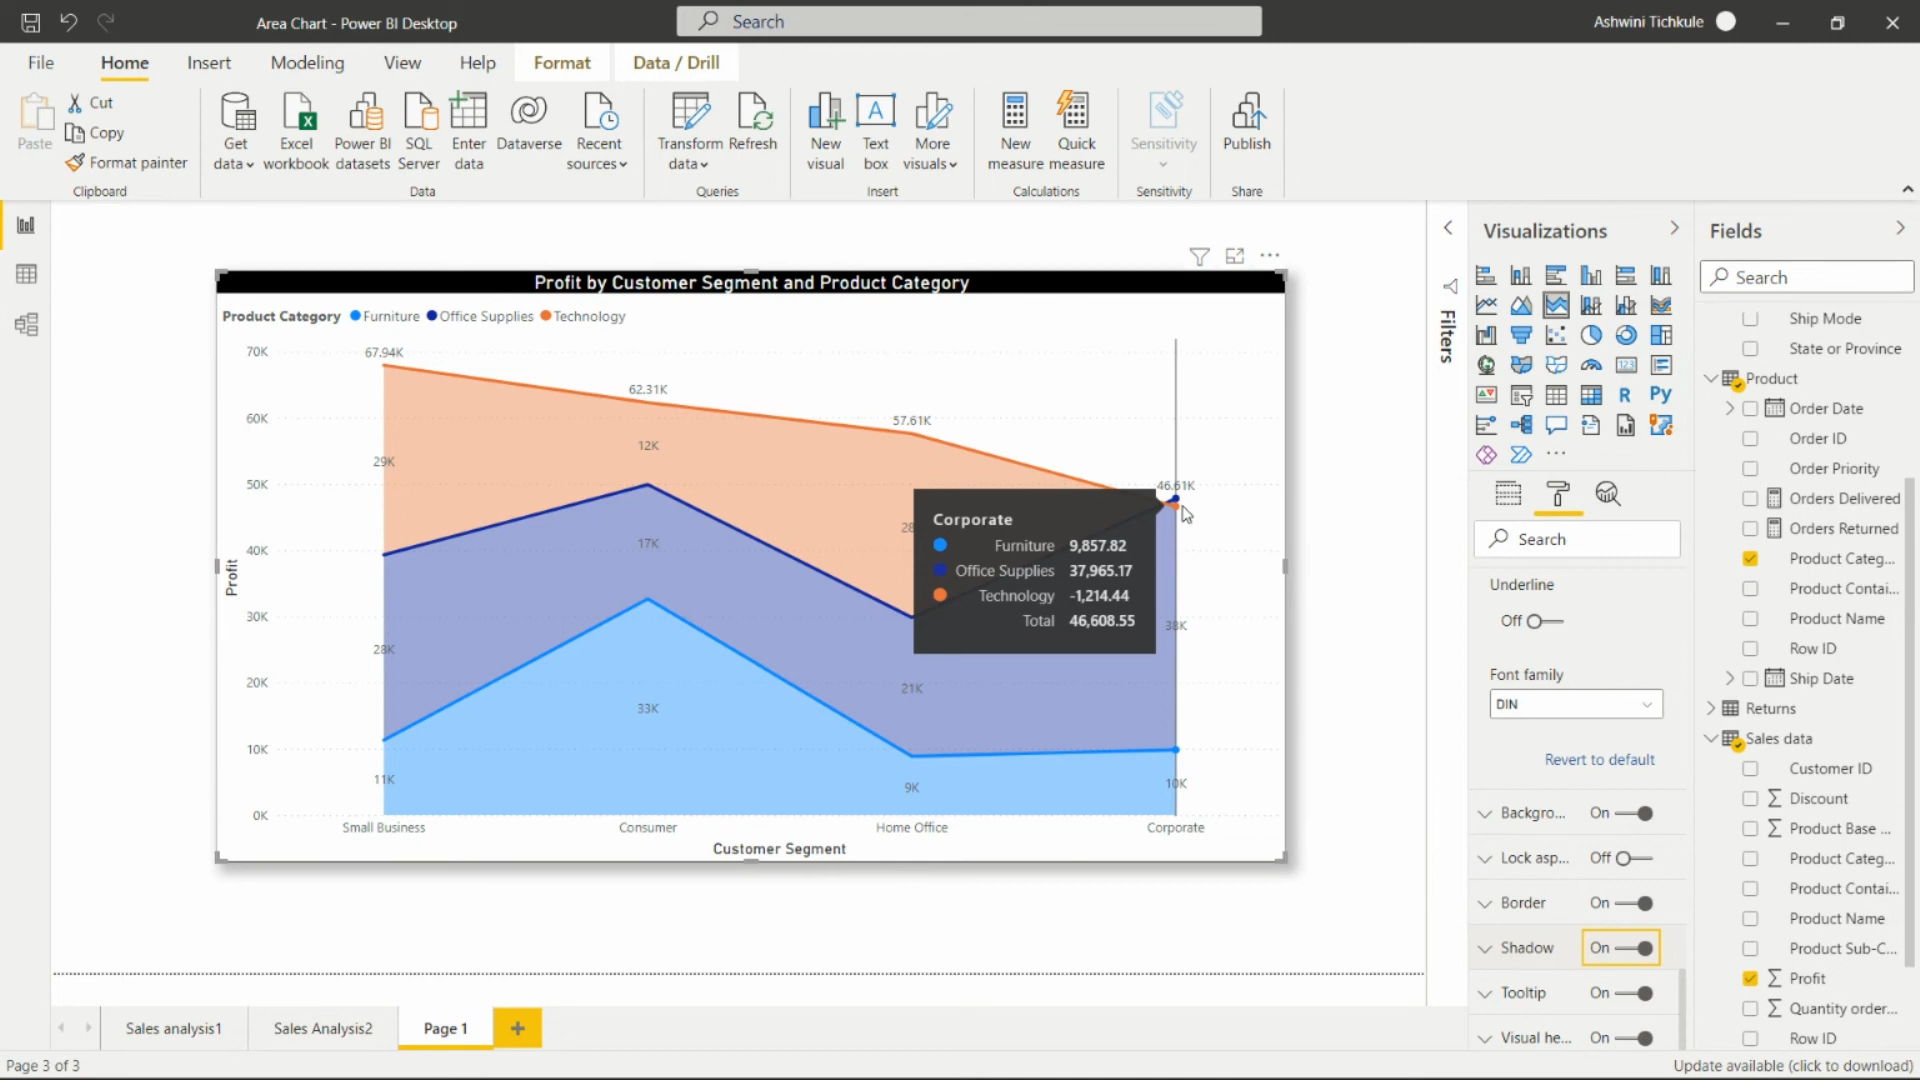 Area Chart - Power BI Desktop
Search
Ashwini Tichkule
File
Home
Insert
Modeling
View
Help
Format
Data / Drill
Paste
Cut
Copy
Format painter
Clipboard
Get data
Excel workbook
Power BI datasets
SQL Server
Enter data
Dataverse
Recent sources
Data
Transform data
Refresh
Queries
New visual
Text box
More visuals
Insert
New measure
Quick measure
Calculations
Sensitivity
Sensitivity
Publish
Share
Profit by Customer Segment and Product Category
Product Category
Furniture
Office Supplies
Technology
70K
60K
50K
40K
30K
20K
10K
0K
Profit
67.94K
62.31K
57.61K
46.61K
29K
12K
28
28K
17K
21K
38K
11K
33K
9K
10K
Corporate
Furniture 9,857.82
Office Supplies 37,965.17
Technology -1,214.44
Total 46,608.55
Small Business
Consumer
Home Office
Corporate
Customer Segment
Filters
Visualizations
R
Py
123
Search
Underline
Off
Font family
DIN
Revert to default
Backgro... On
Lock asp... Off
Border On
Shadow On
Tooltip On
Visual he... On
Fields
Search
Ship Mode
State or Province
Product
Order Date
Order ID
Order Priority
Orders Delivered
Orders Returned
Product Categ...
Product Contai...
Product Name
Row ID
Ship Date
Returns
Sales data
Customer ID
Discount
Product Base ...
Product Categ...
Product Contai...
Product Name
Product Sub-C...
Profit
Quantity order...
Row ID
Sales analysis1
Sales Analysis2
Page 1
Page 3 of 3
Update available (click to download)